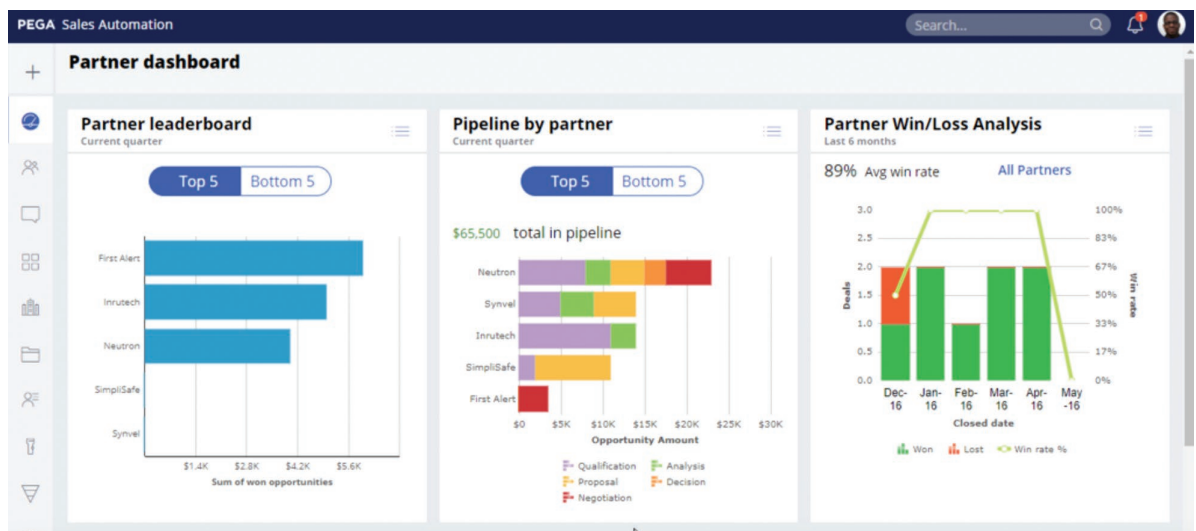 PEGA Sales Automation
Search...
1
Partner dashboard
Partner leaderboard
Current quarter
Top 5 Bottom 5
First Alert
Inrutech
Neutron
SimpliSafe
Synvel
$1.4K $2.8K $4.2K $5.6K
Sum of won opportunities
Pipeline by partner
Current quarter
Top 5 Bottom 5
$65,500 total in pipeline
Neutron
Synvel
Inrutech
SimpliSafe
First Alert
$0 $5K $10K $15K $20K $25K $30K
Opportunity Amount
Qualification Analysis
Proposal Decision
Negotiation
Partner Win/Loss Analysis
Last 6 months
89% Avg win rate All Partners
3.0 100%
2.5 83%
2.0 67%
1.5 50%
1.0 33%
0.5 17%
0.0 0%
Deals
Win rate
Dec- Jan- Feb- Mar- Apr- May
16 16 16 16 16 -16
Closed date
Won Lost Win rate %